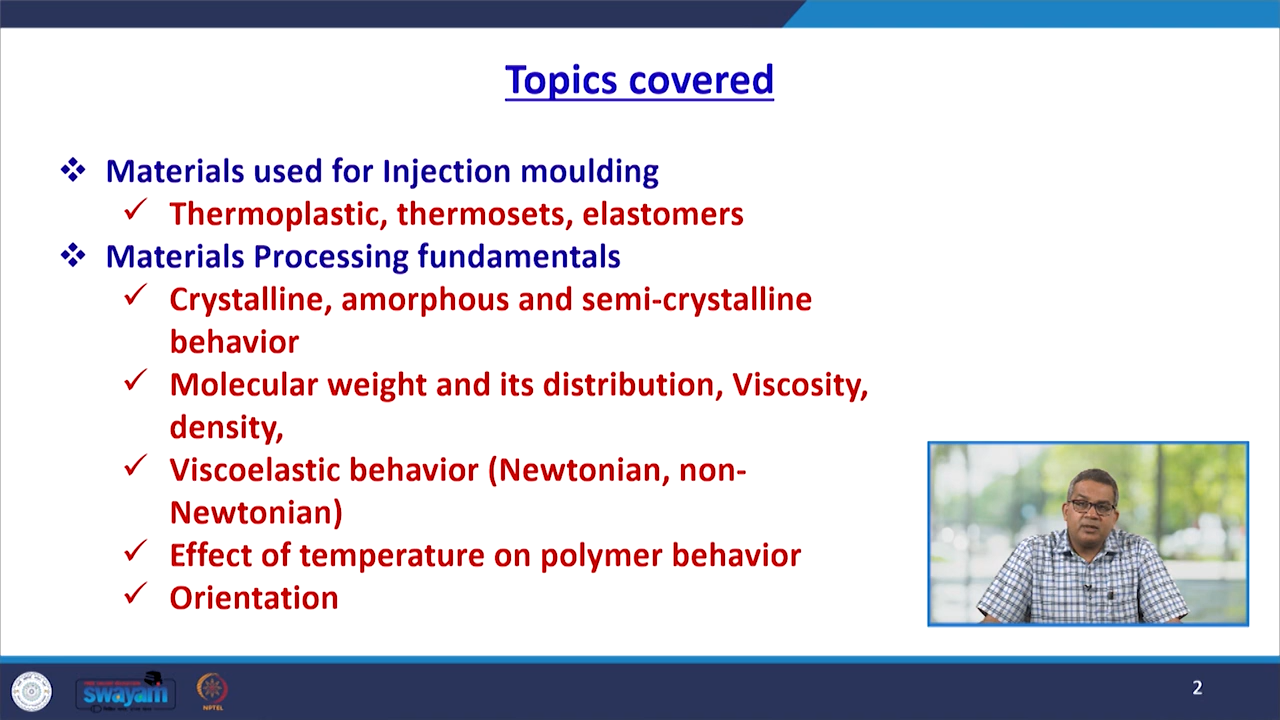 Topics covered
❖ Materials used for Injection moulding
✓ Thermoplastic, thermosets, elastomers
❖ Materials Processing fundamentals
✓ Crystalline, amorphous and semi-crystalline
behavior
✓ Molecular weight and its distribution, Viscosity,
density,
✓ Viscoelastic behavior (Newtonian, non-
Newtonian)
✓ Effect of temperature on polymer behavior
✓ Orientation
swayam
NPTEL
2